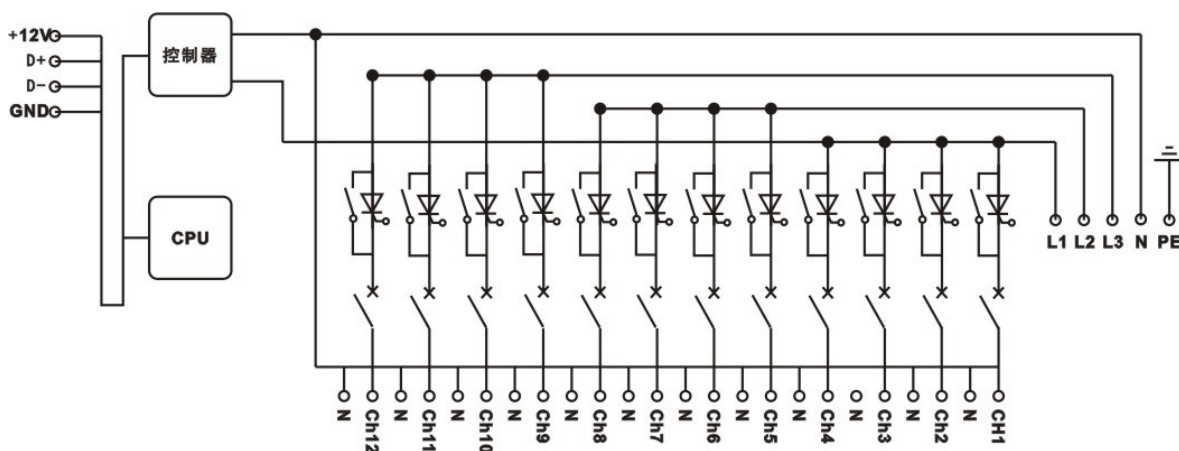 +12V
控制器
D+
D-
GND
CPU
L1 L2 L3 N PE
N Ch12 N Ch11 N Ch10 N Ch9 N Ch8 N Ch7 N Ch6 N Ch5 N Ch4 N Ch3 N Ch2 N CH1